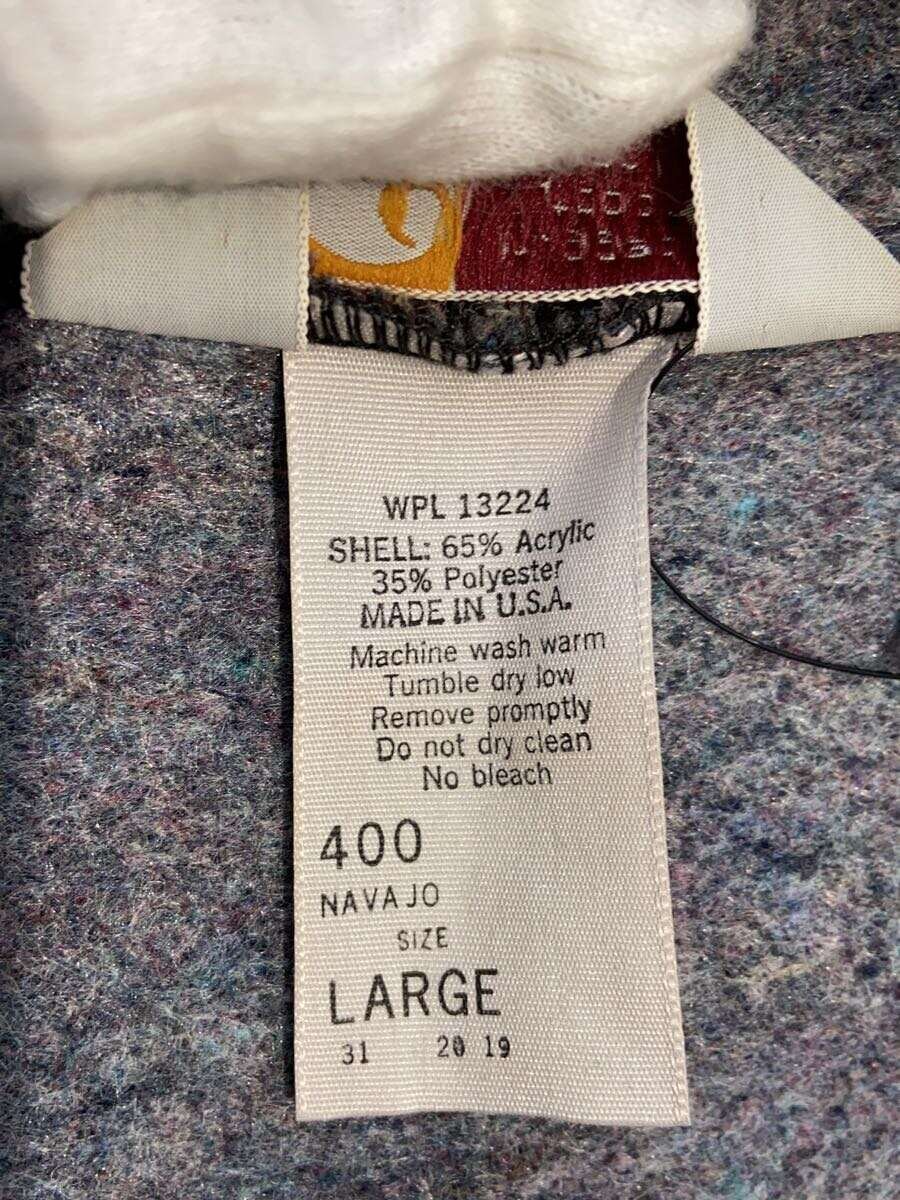 WPL 13224
SHELL: 65% Acrylic
35% Polyester
MADE IN U.S.A.
Machine wash warm
Tumble dry low
Remove promptly
Do not dry clean
No bleach
400
NAVAJO
SIZE
LARGE
31 20 19